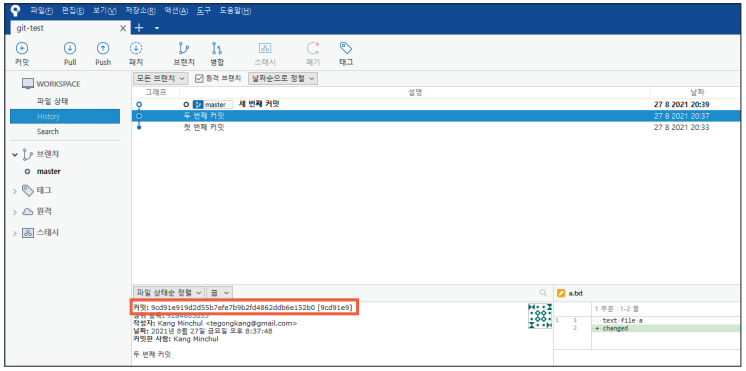 파일(F) 편집(E) 보기(V) 저장소(R) 액션(A) 도구 도움말(H)
git-test
커밋 Pull Push 패치 브랜치 병합 스태시 폐기 태그
WORKSPACE
파일 상태
History
Search
브랜치
master
태그
원격
스태시
모든 브랜치 원격 브랜치 날짜순으로 정렬
그래프 설명 날짜
master 세 번째 커밋 27 8 2021 20:39
두 번째 커밋 27 8 2021 20:37
첫 번째 커밋 27 8 2021 20:33
파일 상태순 정렬
커밋: 9cd91e919d2d55b7efe7b9b2fd4862ddb6e152b0 [9cd91e9]
작성자: Kang Minchul <tegongkang@gmail.com>
날짜: 2021년 8월 27일 금요일 오후 8:37:48
커밋한 사람: Kang Minchul
두 번째 커밋
a.txt
1 부분 : 1-2 줄
1 1 text file a
2 + changed